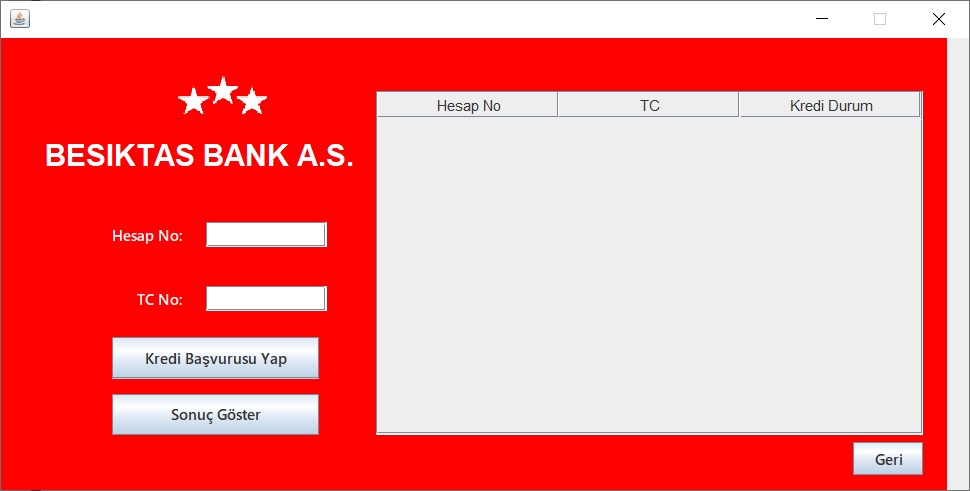 BESIKTAS BANK A.S.
Hesap No:
TC No:
Kredi Başvurusu Yap
Sonuç Göster
Hesap No TC Kredi Durum
Geri